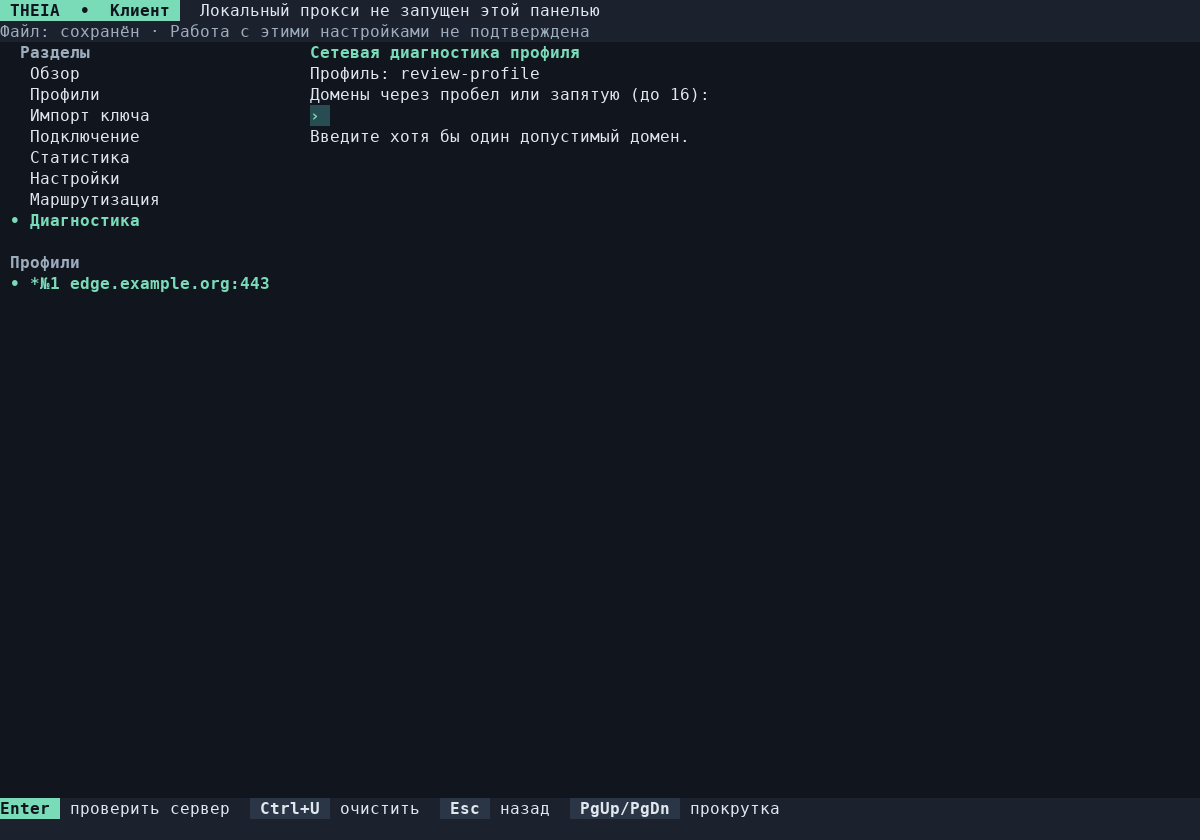 THEIA • Клиент Локальный прокси не запущен этой панелью
Файл: сохранён · Работа с этими настройками не подтверждена
Разделы
Обзор
Профили
Импорт ключа
Подключение
Статистика
Настройки
Маршрутизация
• Диагностика
Профили
• *№1 edge.example.org:443
Сетевая диагностика профиля
Профиль: review-profile
Домены через пробел или запятую (до 16):
›
Введите хотя бы один допустимый домен.
Enter проверить сервер Ctrl+U очистить Esc назад PgUp/PgDn прокрутка